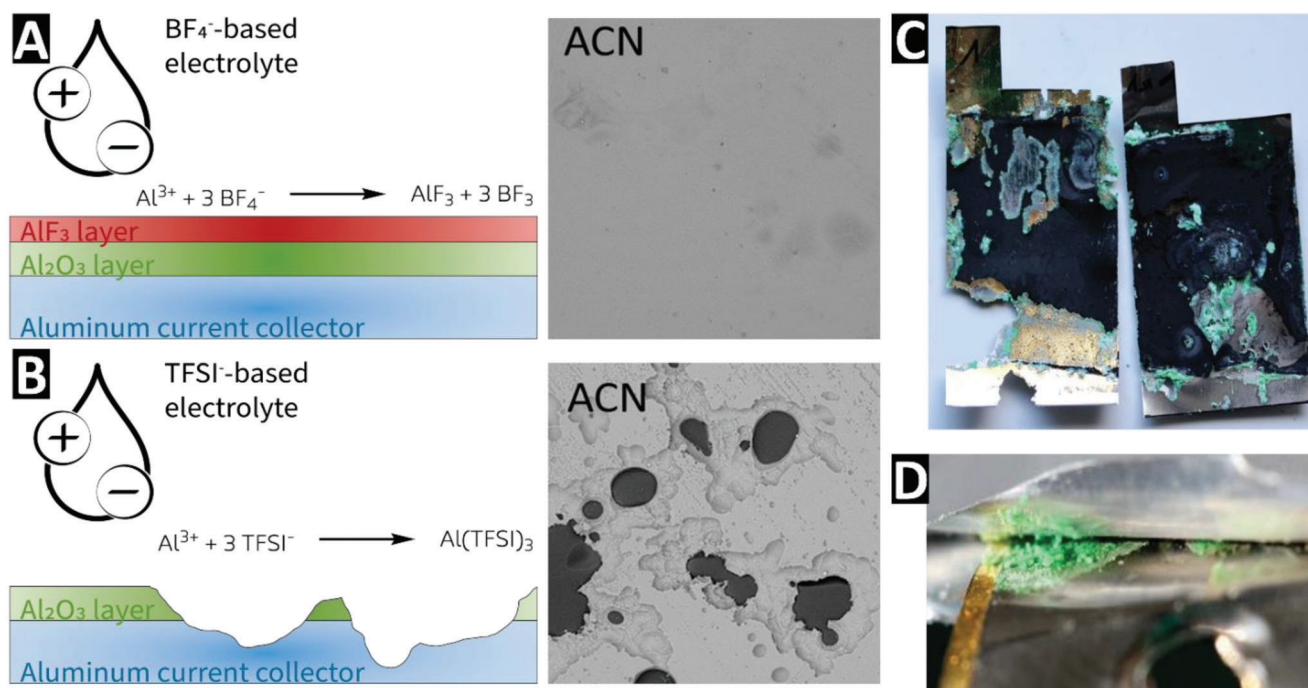 A
BF₄⁻-based
electrolyte
+
−
Al³⁺ + 3 BF₄⁻ ⟶ AlF₃ + 3 BF₃
AlF₃ layer
Al₂O₃ layer
Aluminum current collector
ACN
B
TFSI⁻-based
electrolyte
+
−
Al³⁺ + 3 TFSI⁻ ⟶ Al(TFSI)₃
Al₂O₃ layer
Aluminum current collector
ACN
C
D